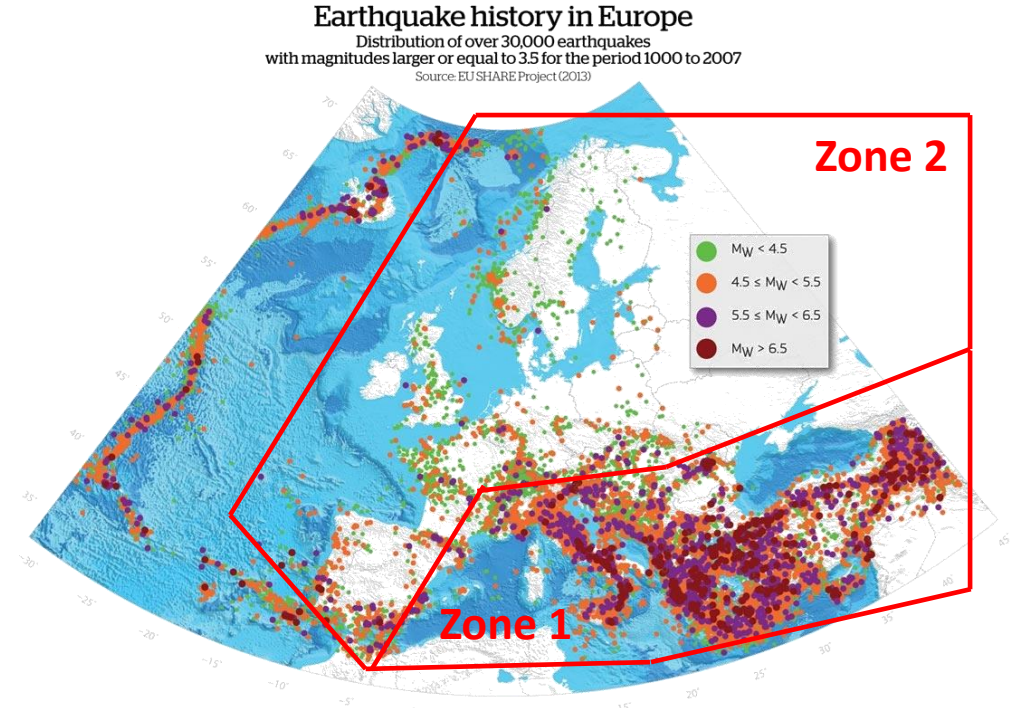 Earthquake history in Europe
Distribution of over 30,000 earthquakes
with magnitudes larger or equal to 3.5 for the period 1000 to 2007
Source: EU SHARE Project (2013)
70°
65°
60°
55°
50°
45°
40°
35°
-30°
-25°
-20°
-15°
-10°
-5°
15°
20°
25°
30°
35°
40
45
Zone 2
MW < 4.5
4.5 ≤ MW < 5.5
5.5 ≤ MW < 6.5
MW > 6.5
Zone 1